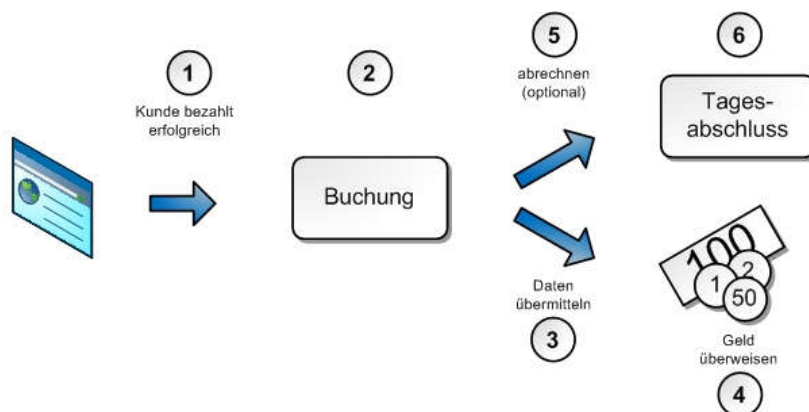 1
Kunde bezahlt
erfolgreich
2
Buchung
5
abrechnen
(optional)
6
Tages-
abschluss
Daten
übermitteln
3
100
1
2
50
Geld
überweisen
4